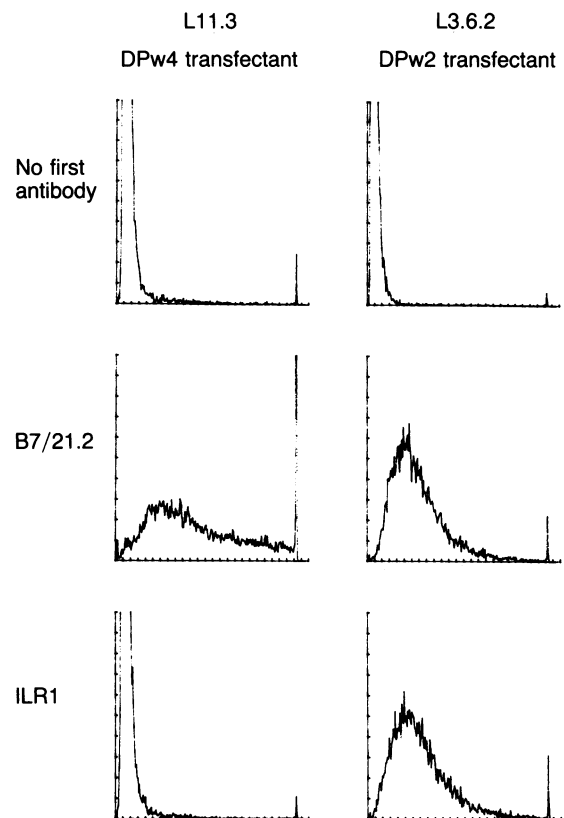 L11.3 L3.6.2
DPw4 transfectant DPw2 transfectant
No first
antibody
B7/21.2
ILR1